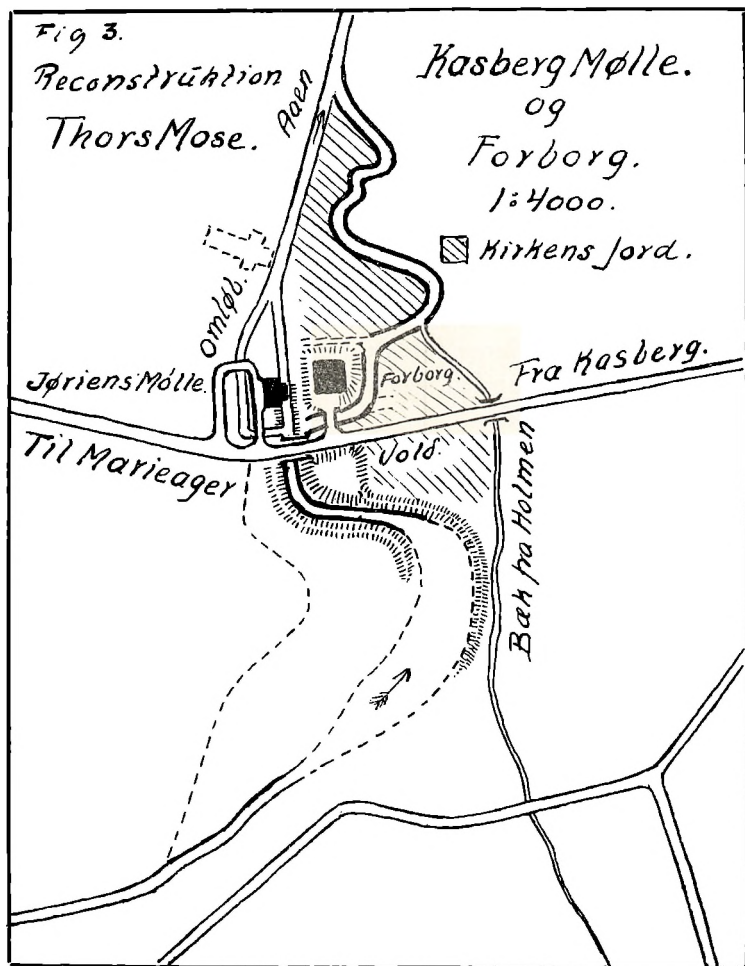 Fig 3.
Reconstruktion
Thors Mose.
Kasberg Mølle.
og
Forborg.
1:4000.
Kirkens Jord.
Aaen
Omløb.
Jøriens Mølle.
Forborg.
Fra Kasberg.
Til Marieager
Vold.
Bæk fra Holmen